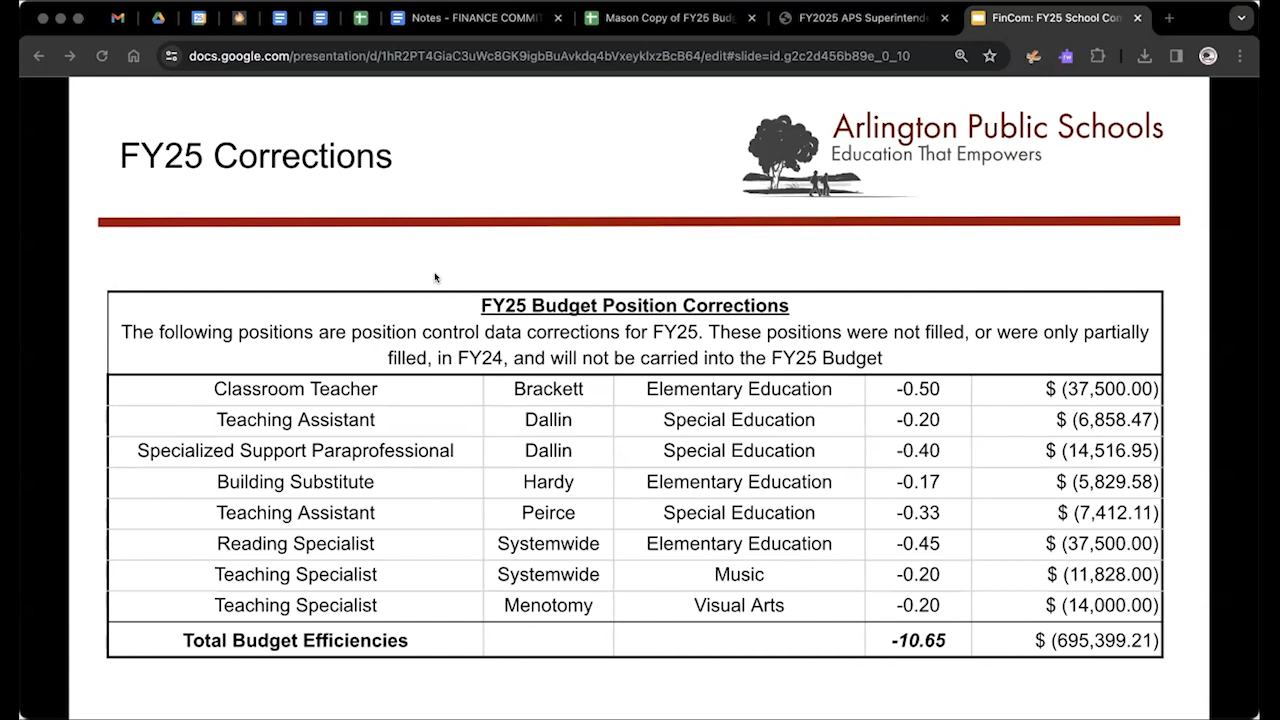 Notes - FINANCE COMMIT
Mason Copy of FY25 Budg
FY2025 APS Superintend
FinCom: FY25 School Com
docs.google.com/presentation/d/1hR2PT4GiaC3uWc8GK9igbBuAvkdq4bVxeyklxzBcB64/edit#slide=id.g2c2d456b89e_0_10
FY25 Corrections
Arlington Public Schools
Education That Empowers
FY25 Budget Position Corrections
The following positions are position control data corrections for FY25. These positions were not filled, or were only partially
filled, in FY24, and will not be carried into the FY25 Budget
Classroom Teacher Brackett Elementary Education -0.50 $ (37,500.00)
Teaching Assistant Dallin Special Education -0.20 $ (6,858.47)
Specialized Support Paraprofessional Dallin Special Education -0.40 $ (14,516.95)
Building Substitute Hardy Elementary Education -0.17 $ (5,829.58)
Teaching Assistant Peirce Special Education -0.33 $ (7,412.11)
Reading Specialist Systemwide Elementary Education -0.45 $ (37,500.00)
Teaching Specialist Systemwide Music -0.20 $ (11,828.00)
Teaching Specialist Menotomy Visual Arts -0.20 $ (14,000.00)
Total Budget Efficiencies -10.65 $ (695,399.21)